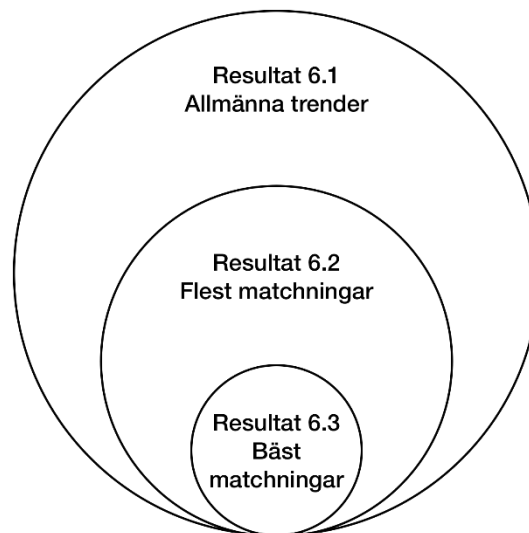 Resultat 6.1
Allmänna trender
Resultat 6.2
Flest matchningar
Resultat 6.3
Bäst
matchningar